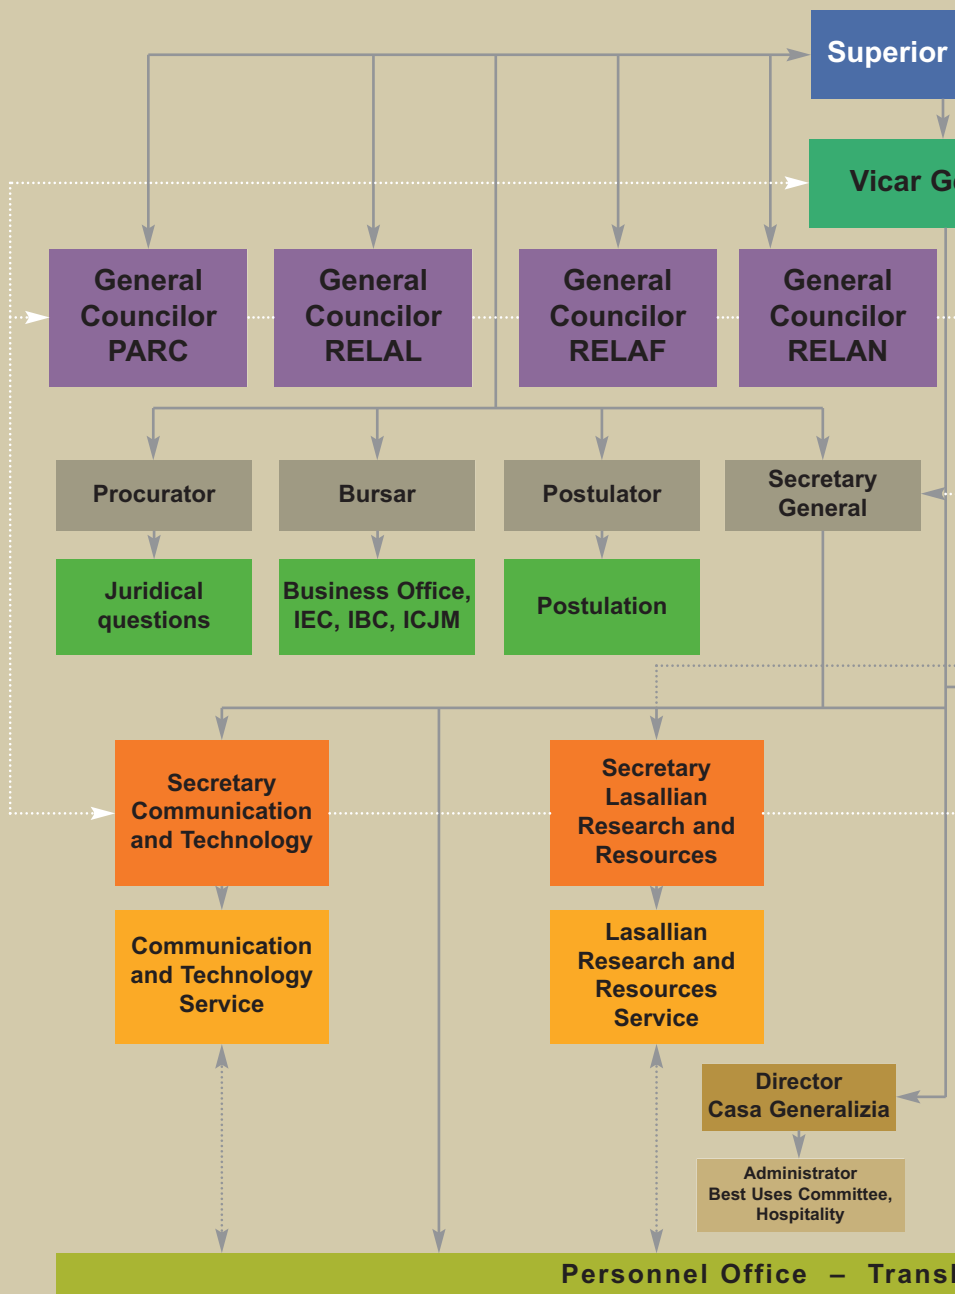 Superior
Vicar
General
Councilor
PARC
General
Councilor
RELAL
General
Councilor
RELAF
General
Councilor
RELAN
Procurator
Bursar
Postulator
Secretary
General
Juridical
questions
Business Office,
IEC, IBC, ICJM
Postulation
Secretary
Communication
and Technology
Secretary
Lasallian
Research and
Resources
Communication
and Technology
Service
Lasallian
Research and
Resources
Service
Director
Casa Generalizia
Administrator
Best Uses Committee,
Hospitality
Personnel Office –